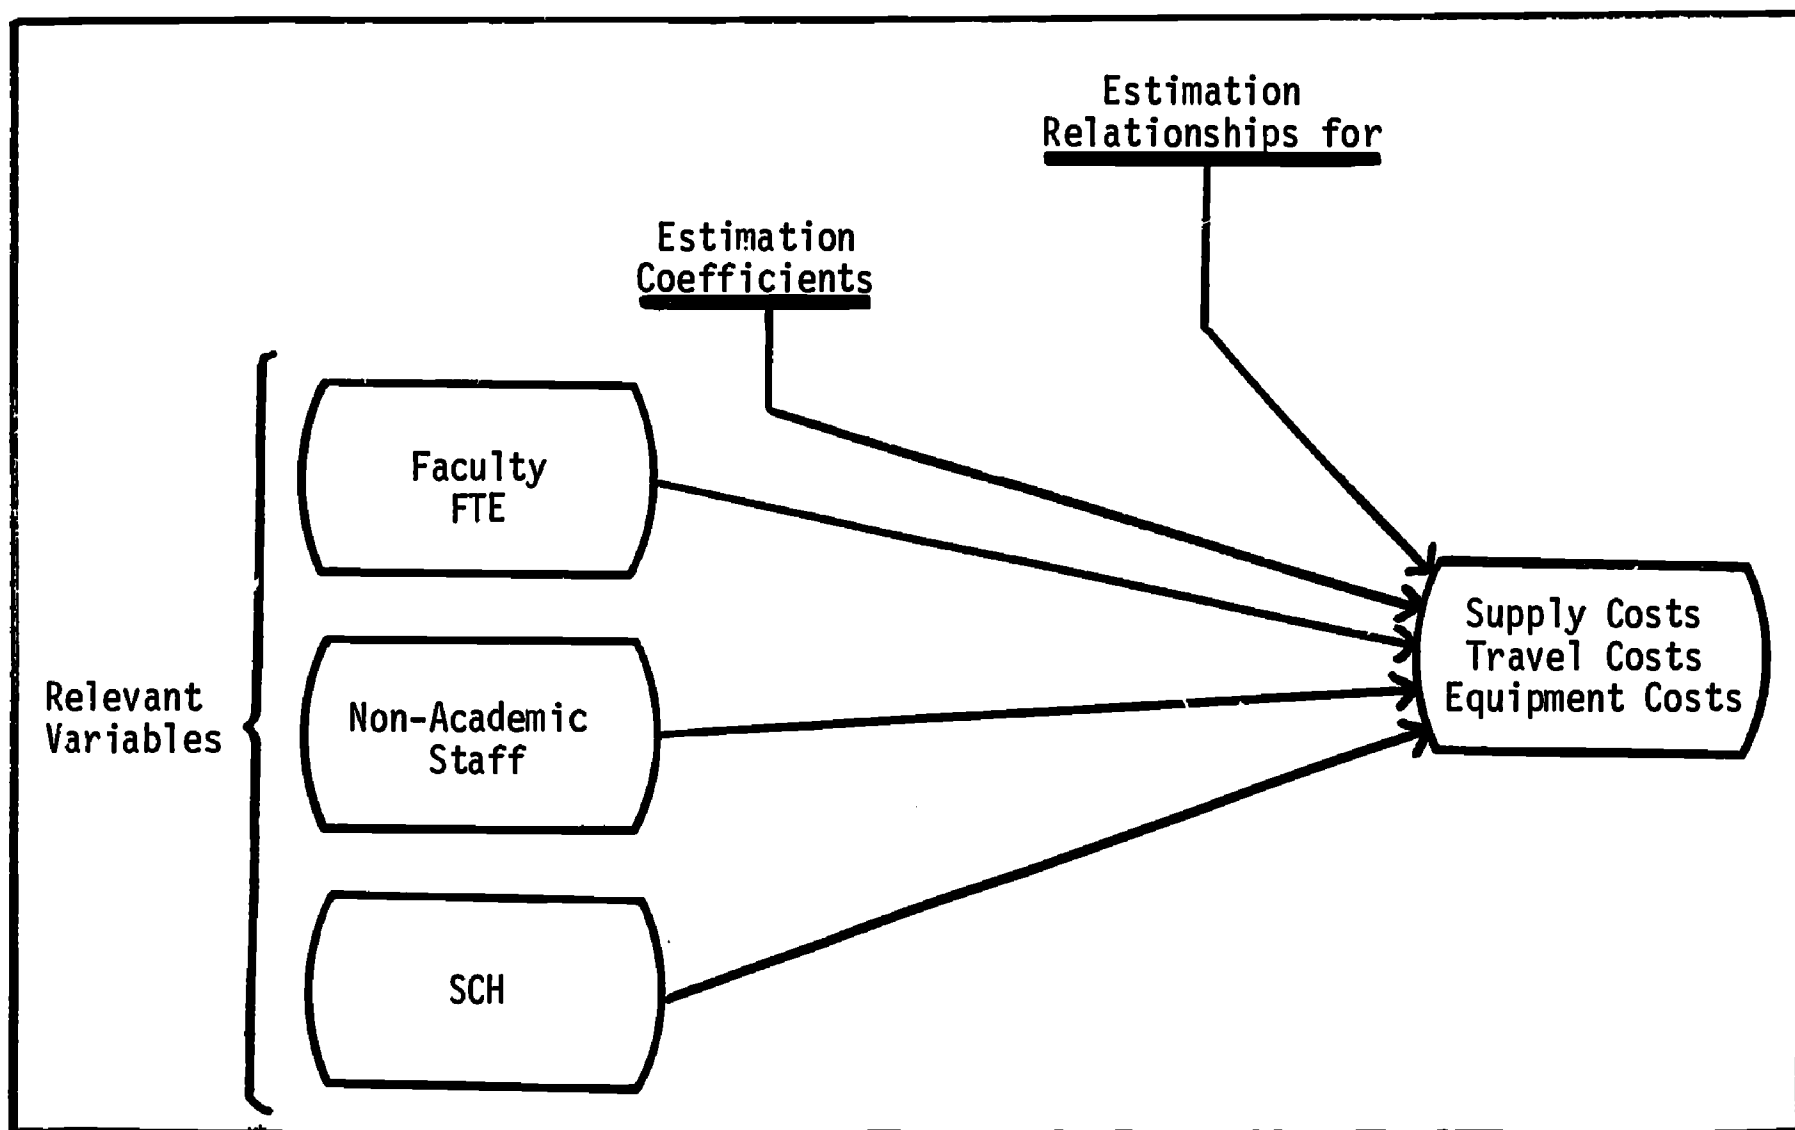 Estimation
Relationships for
Estimation
Coefficients
Faculty
FTE
Relevant
Variables
Non-Academic
Staff
SCH
Supply Costs
Travel Costs
Equipment Costs